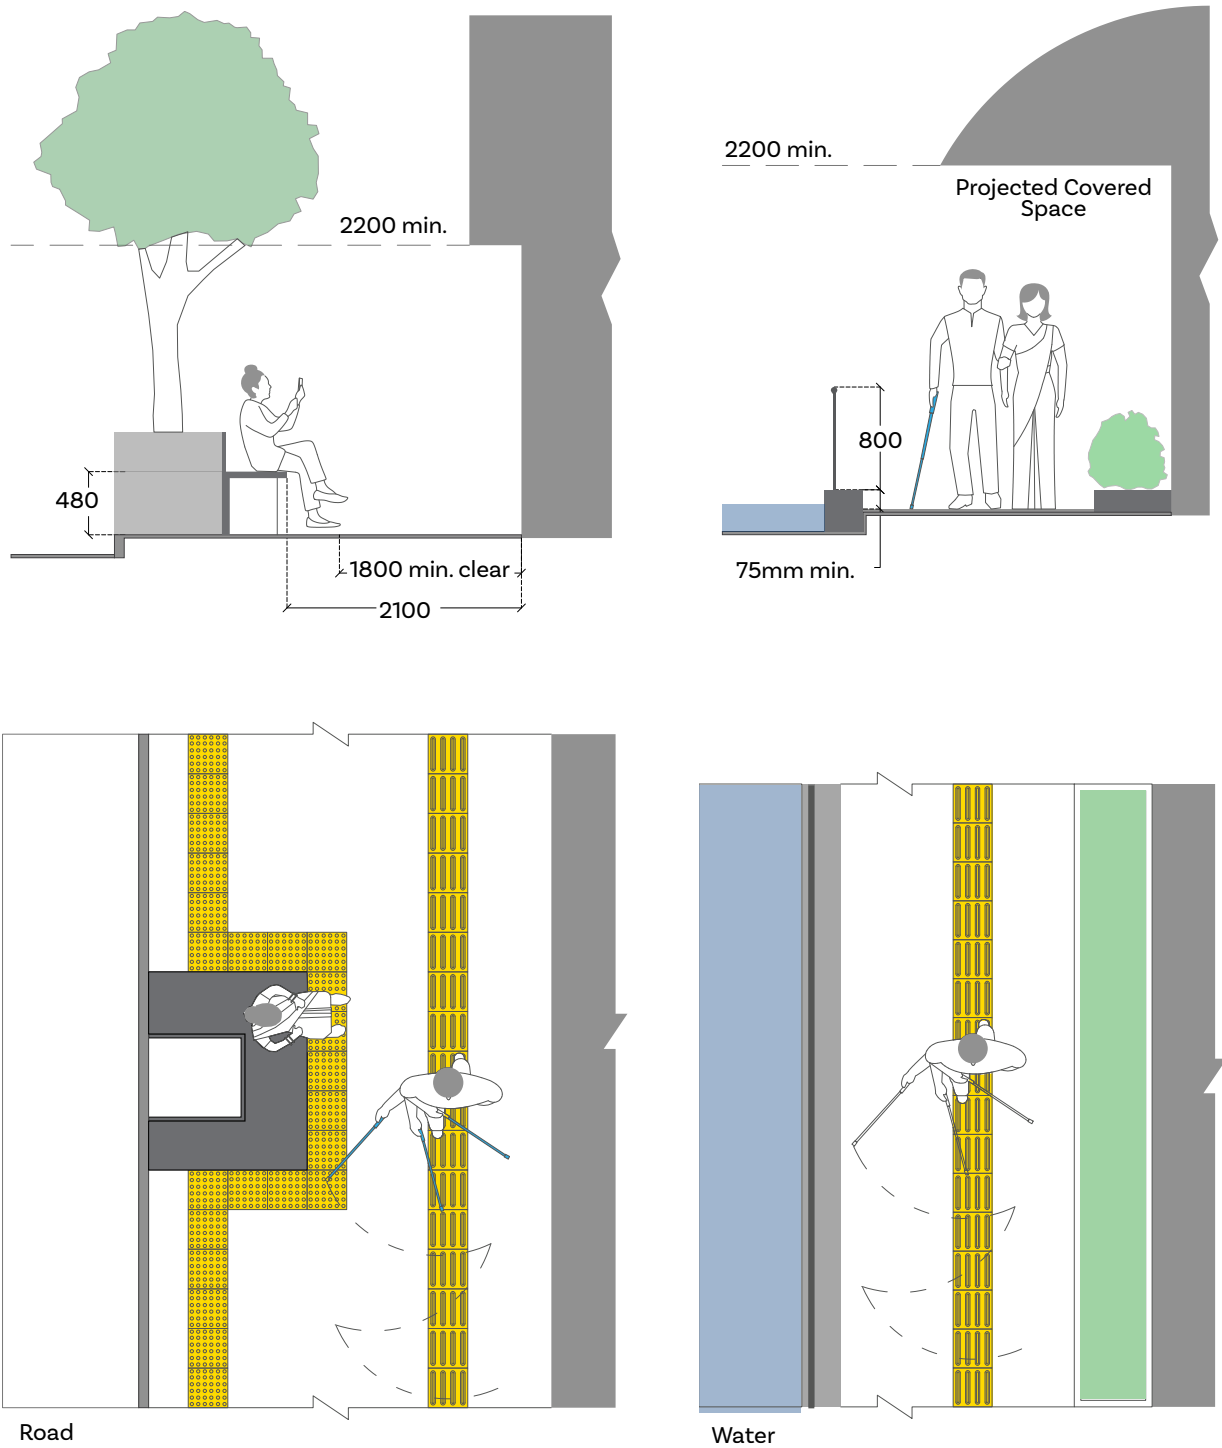 2200 min.
480
1800 min. clear
2100
2200 min.
Projected Covered
Space
800
75mm min.
Road
Water